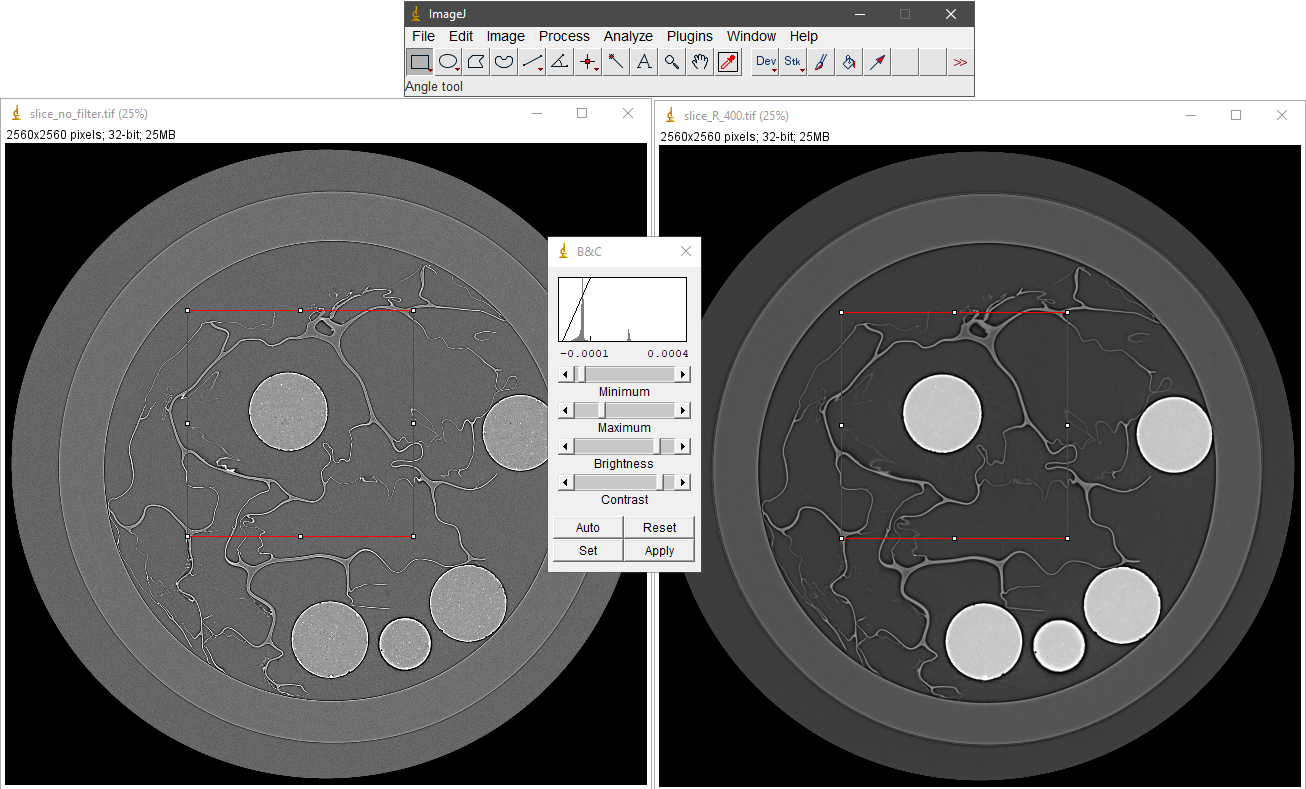 ImageJ
File Edit Image Process Analyze Plugins Window Help
A Dev Stk >>
Angle tool
slice_no_filter.tif (25%)
2560x2560 pixels; 32-bit; 25MB
slice_R_400.tif (25%)
2560x2560 pixels; 32-bit; 25MB
B&C
-0.0001 0.0004
Minimum
Maximum
Brightness
Contrast
Auto Reset
Set Apply